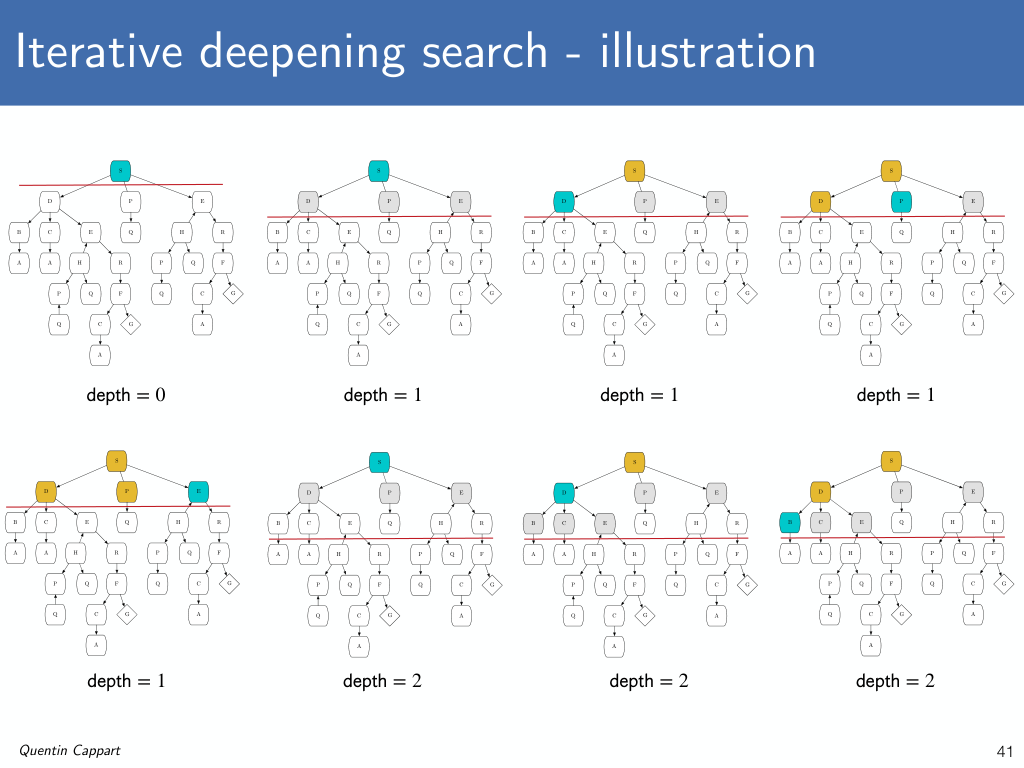 Iterative deepening search - illustration
S S S S
D P E D P E D P E D P E
B C E Q H R B C E Q H R B C E Q H R B C E Q H R
A A H R P Q F A A H R P Q F A A H R P Q F A A H R P Q F
P Q F Q C G P Q F Q C G P Q F Q C G P Q F Q C G
Q C G A Q C G A Q C G A Q C G A
A A A A
depth = 0 depth = 1 depth = 1 depth = 1
S S S S
D P E D P E D P E D P E
B C E Q H R B C E Q H R B C E Q H R B C E Q H R
A A H R P Q F A A H R P Q F A A H R P Q F A A H R P Q F
P Q F Q C G P Q F Q C G P Q F Q C G P Q F Q C G
Q C G A Q C G A Q C G A Q C G A
A A A A
depth = 1 depth = 2 depth = 2 depth = 2
Quentin Cappart 41